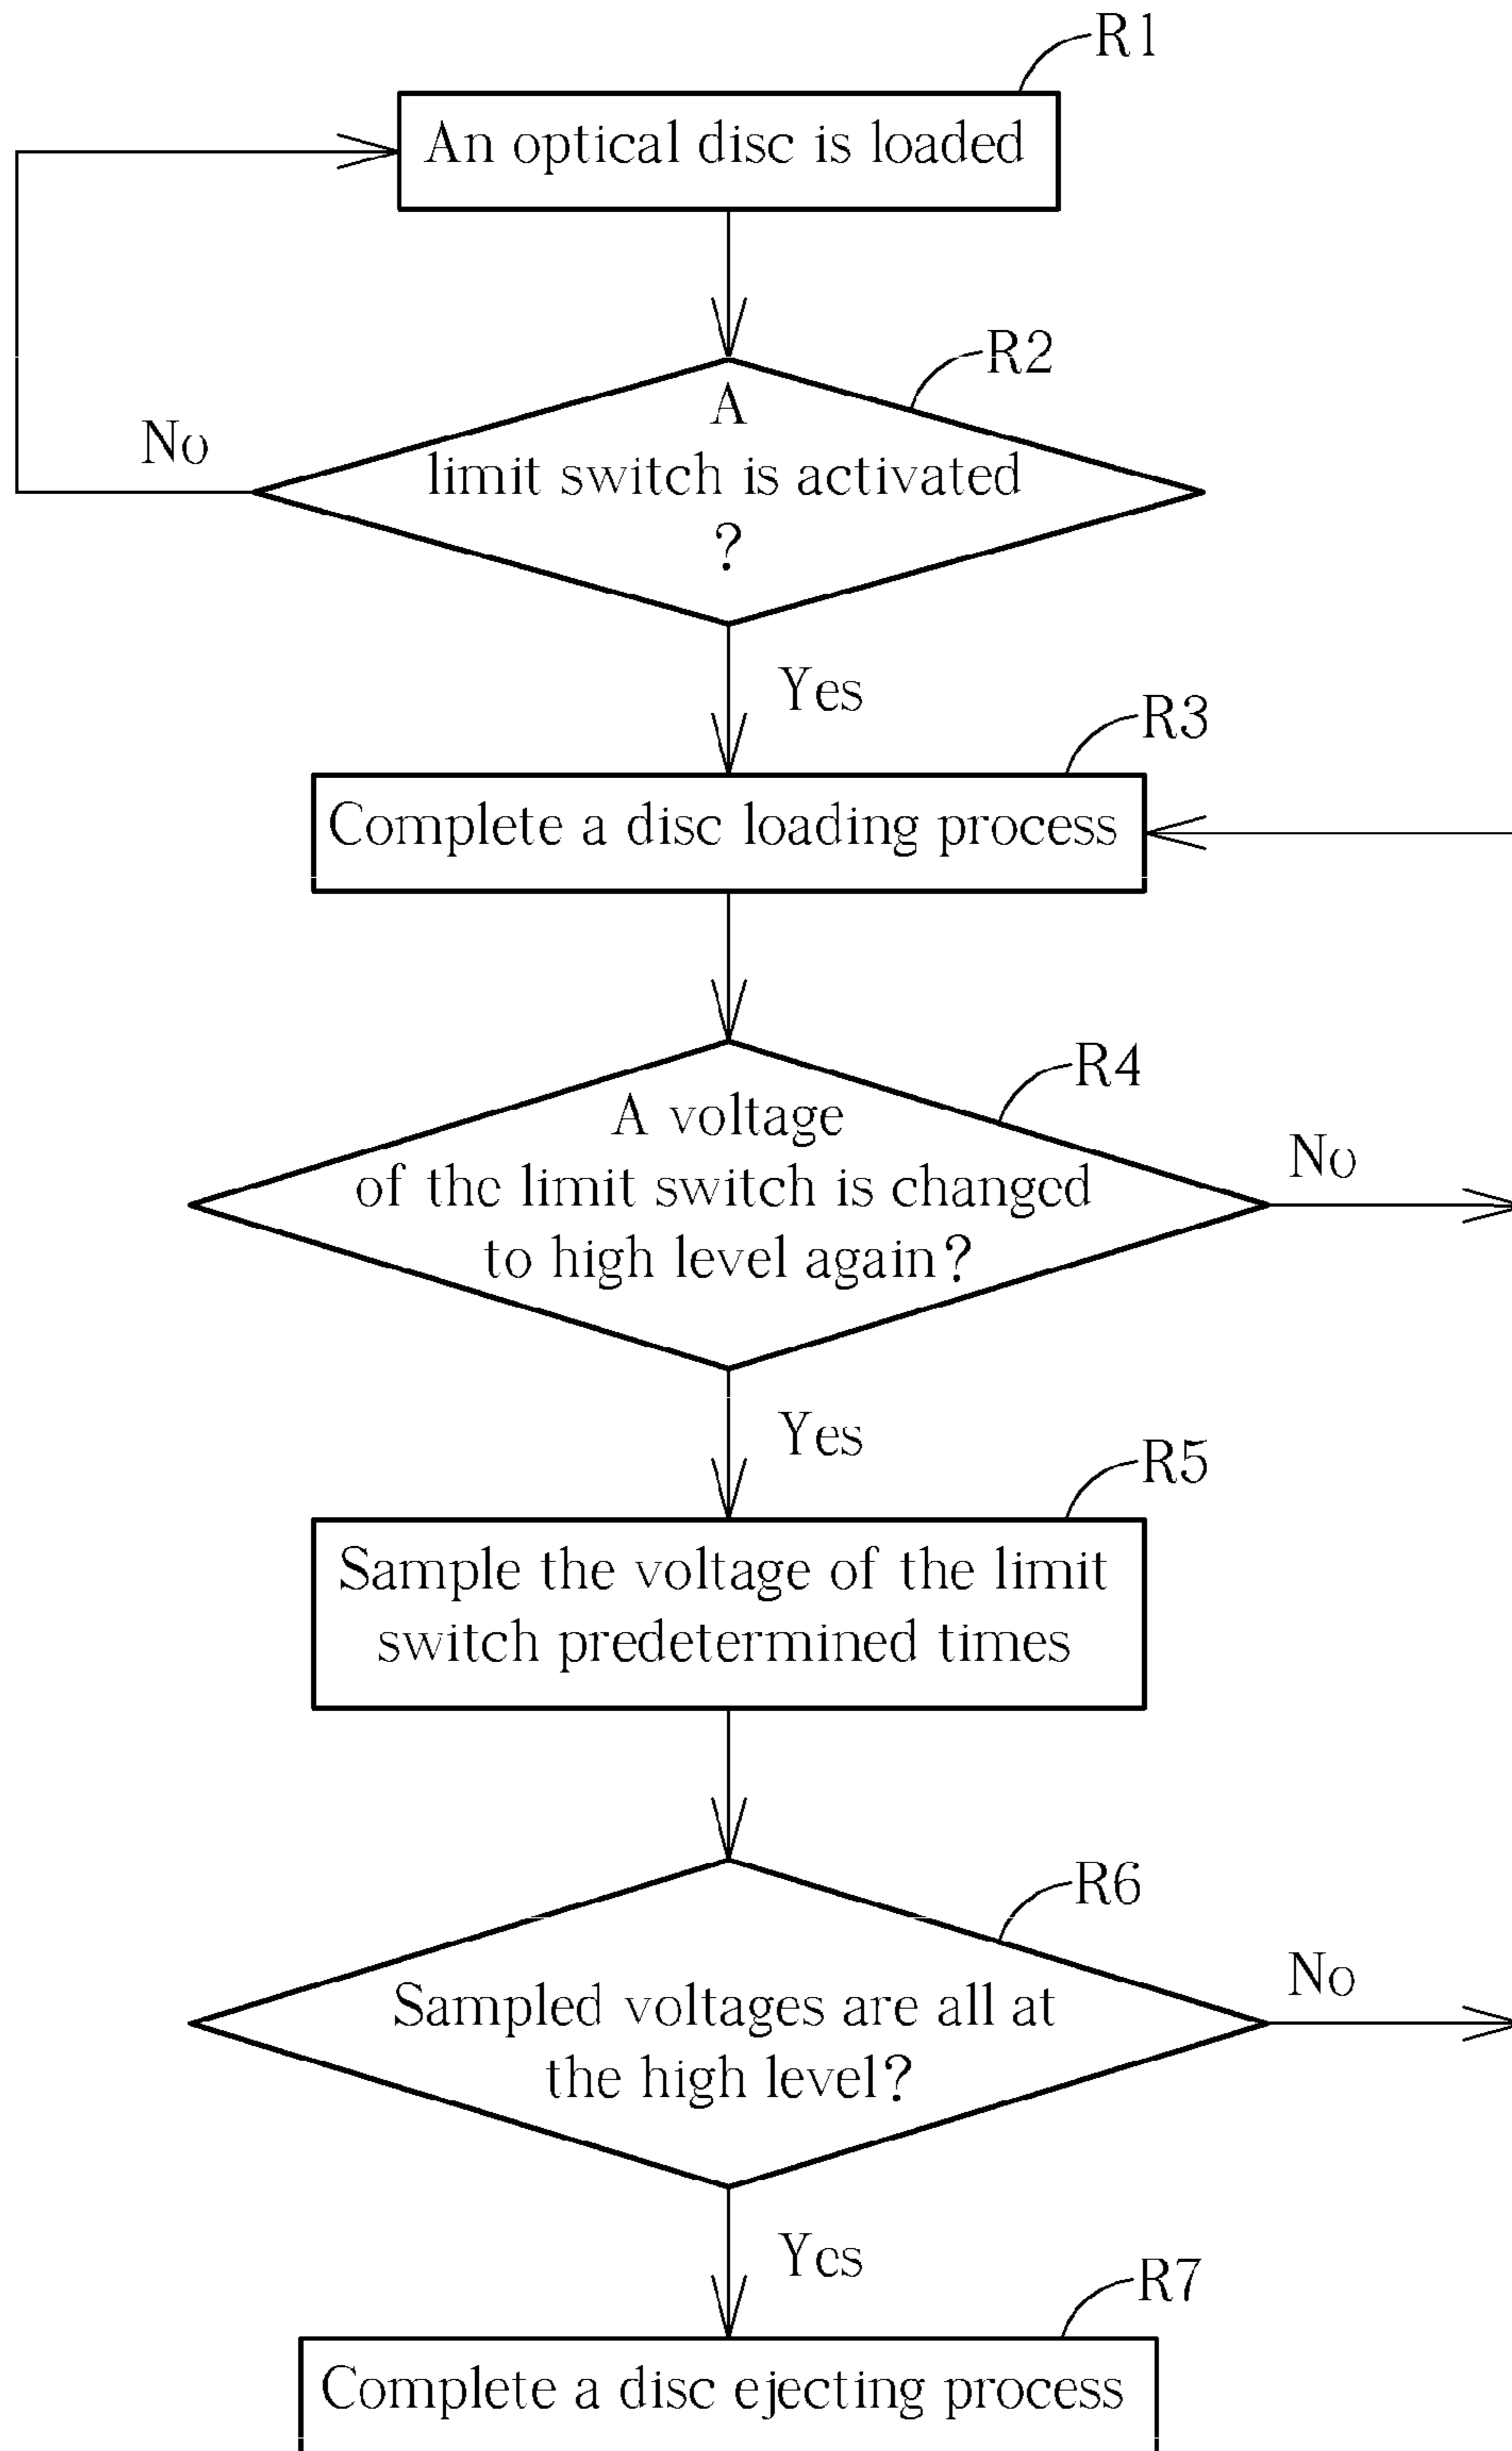 R1
An optical disc is loaded
R2
A
limit switch is activated
?
No
Yes
R3
Complete a disc loading process
R4
A voltage
of the limit switch is changed
to high level again?
No
Yes
R5
Sample the voltage of the limit
switch predetermined times
R6
Sampled voltages are all at
the high level?
No
Yes
R7
Complete a disc ejecting process